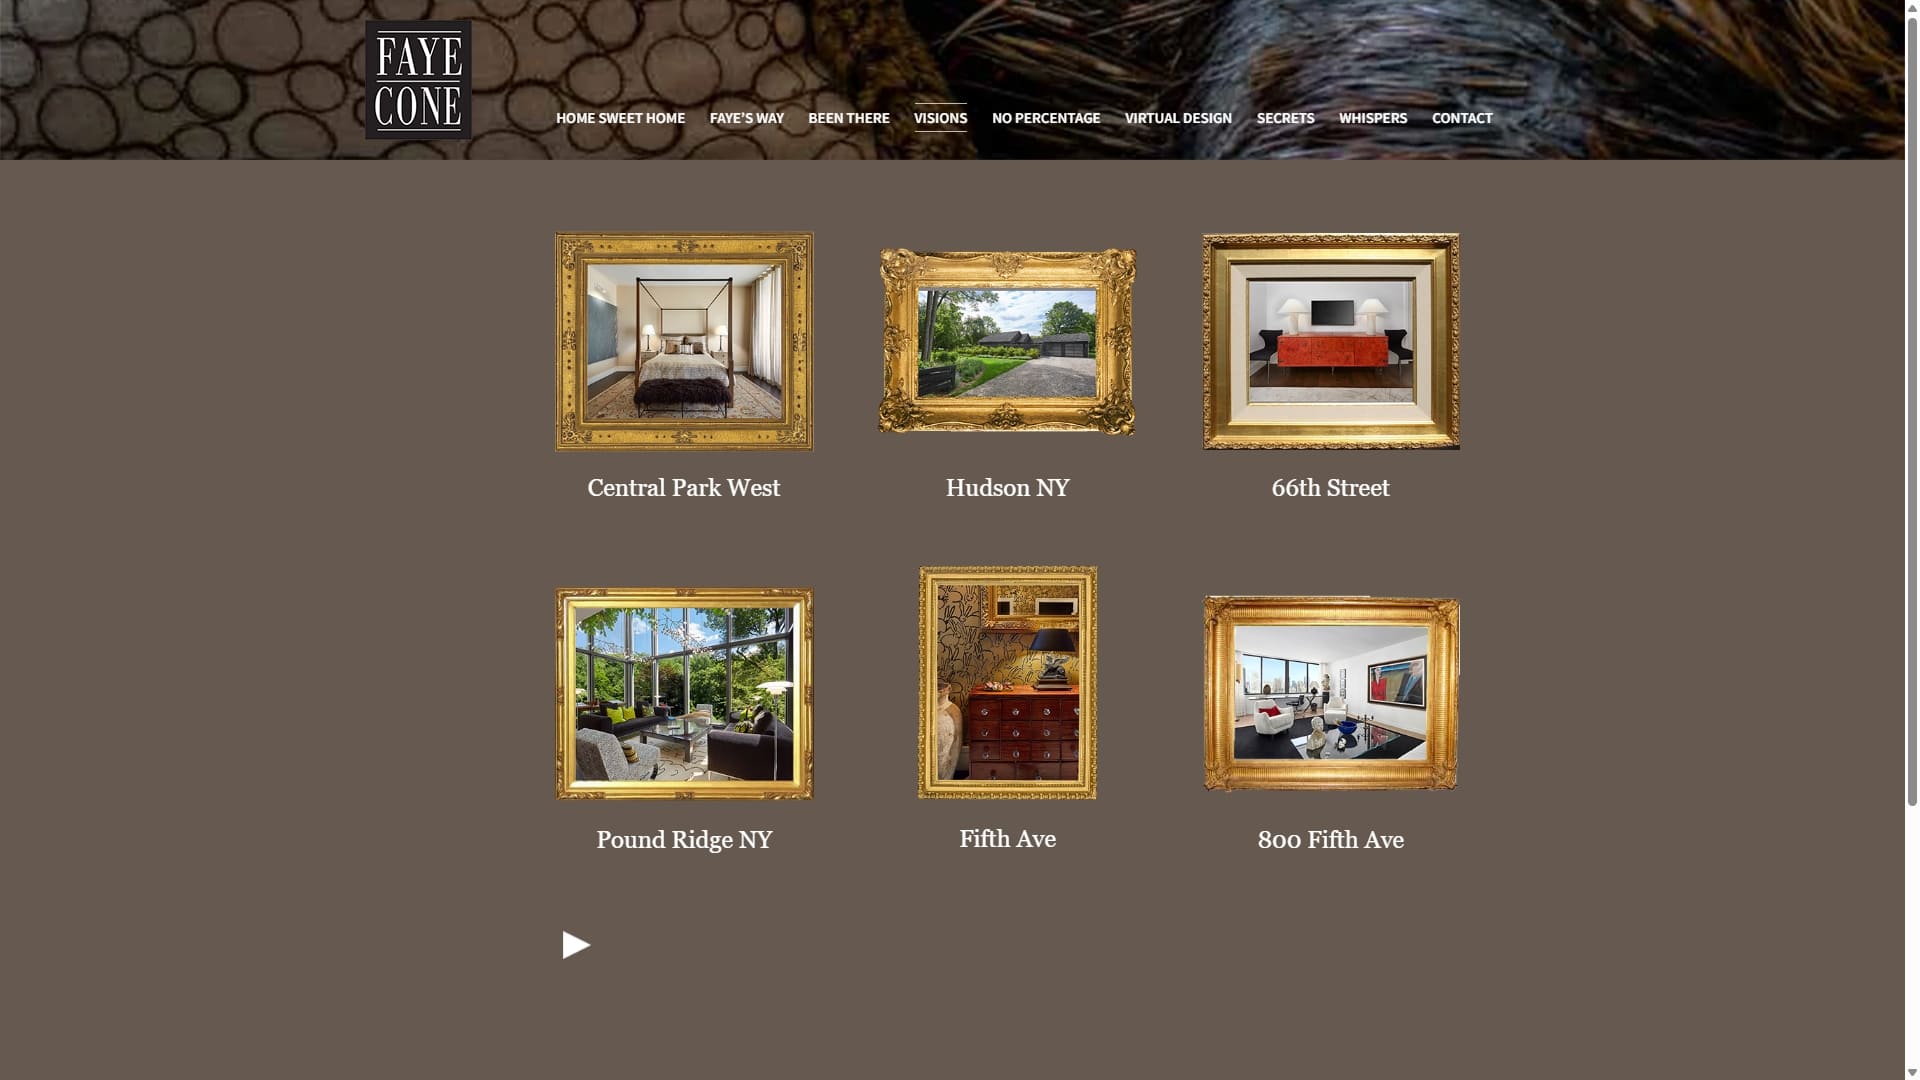 FAYE
CONE
HOME SWEET HOME FAYE'S WAY BEEN THERE VISIONS NO PERCENTAGE VIRTUAL DESIGN SECRETS WHISPERS CONTACT
Central Park West Hudson NY 66th Street
Pound Ridge NY Fifth Ave 800 Fifth Ave